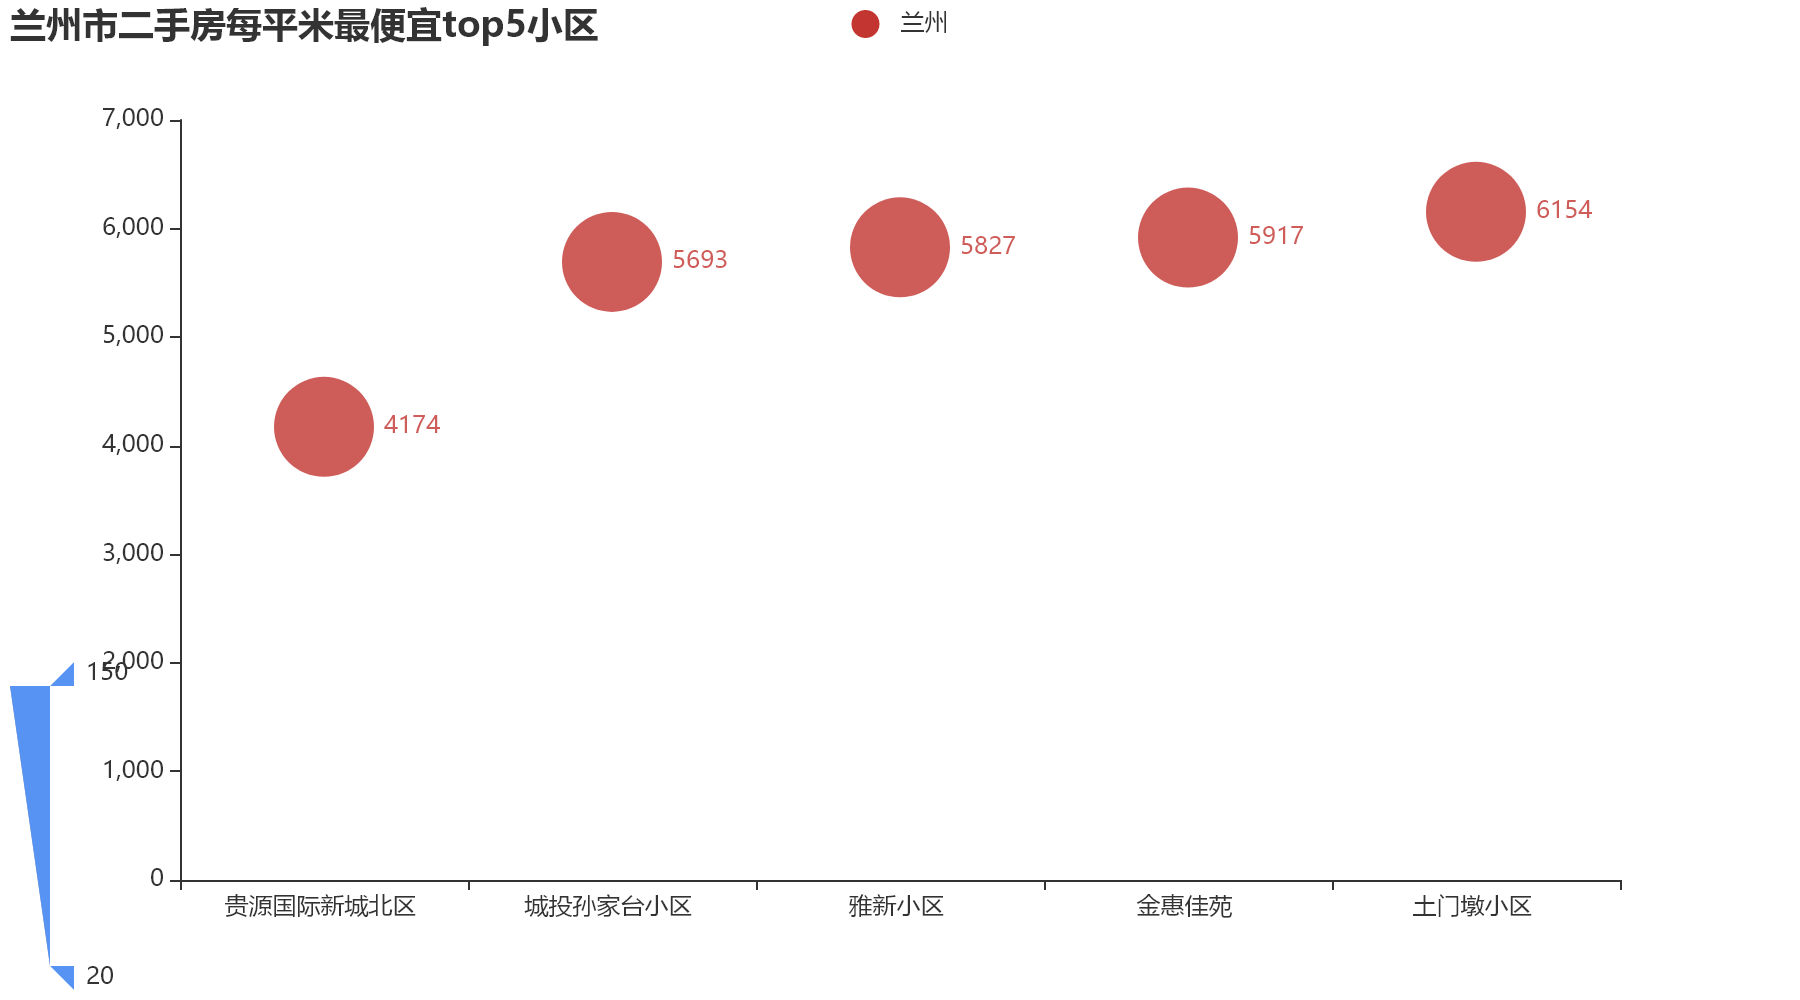 兰州市二手房每平米最便宜top5小区
兰州
7,000
6,000
5,000
4,000
3,000
2,000
1,000
0
4174
5693
5827
5917
6154
贵源国际新城北区
城投孙家台小区
雅新小区
金惠佳苑
土门墩小区
150
20